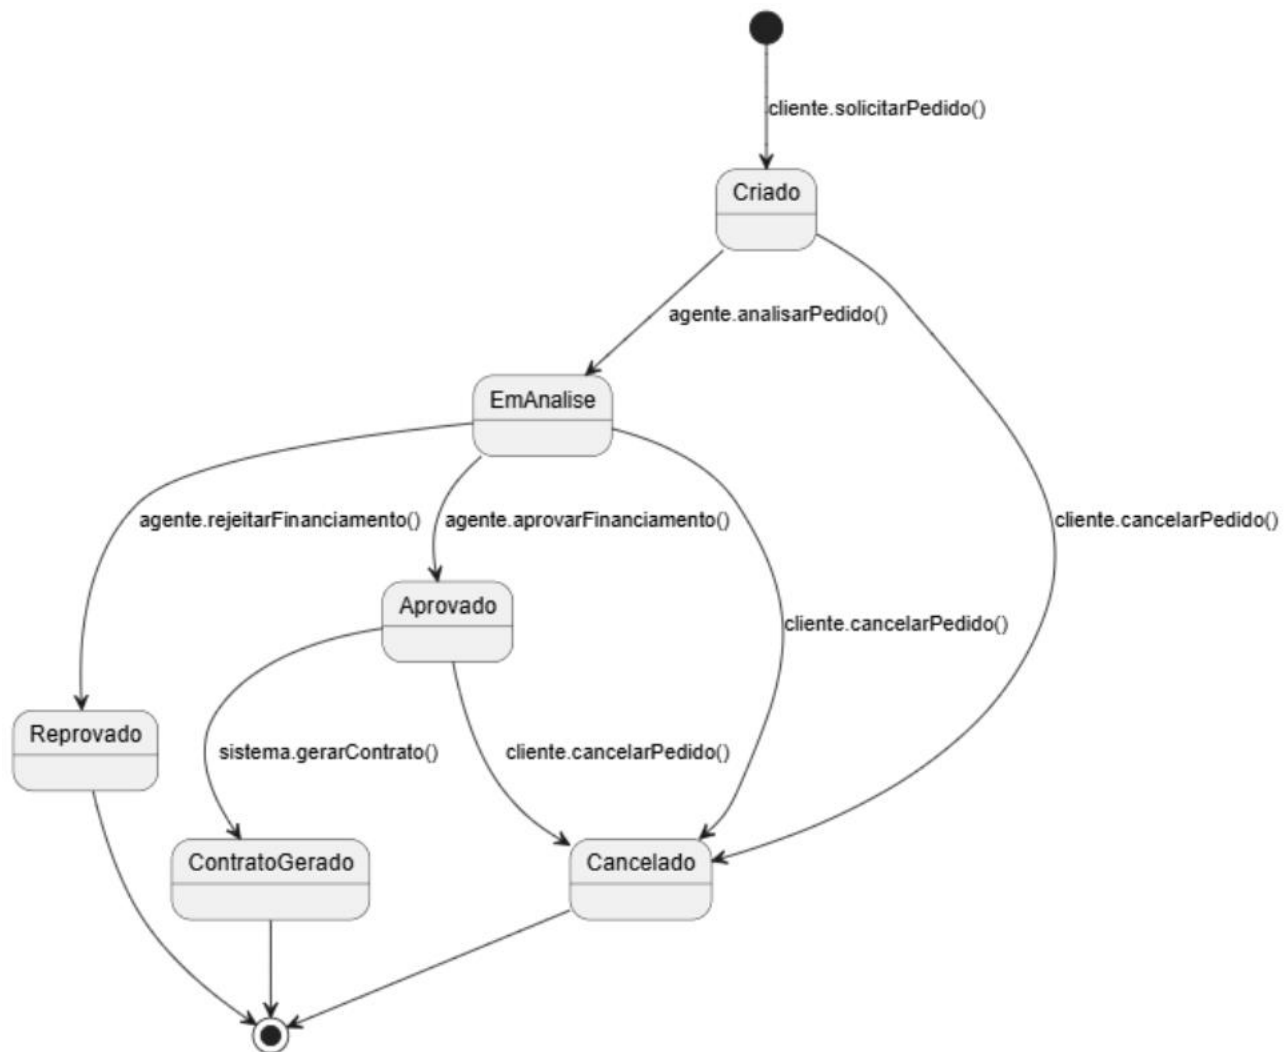 cliente.solicitarPedido()
Criado
agente.analisarPedido()
EmAnalise
agente.rejeitarFinanciamento()
agente.aprovarFinanciamento()
cliente.cancelarPedido()
Aprovado
cliente.cancelarPedido()
Reprovado
sistema.gerarContrato()
cliente.cancelarPedido()
ContratoGerado
Cancelado